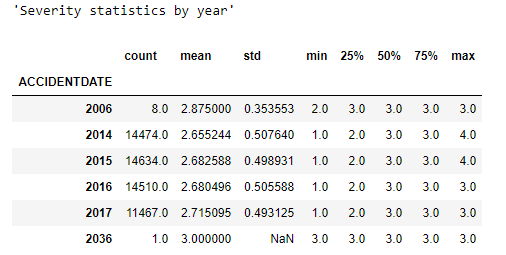 'Severity statistics by year'
count mean std min 25% 50% 75% max
ACCIDENTDATE
2006 8.0 2.875000 0.353553 2.0 3.0 3.0 3.0 3.0
2014 14474.0 2.655244 0.507640 1.0 2.0 3.0 3.0 4.0
2015 14634.0 2.682588 0.498931 1.0 2.0 3.0 3.0 4.0
2016 14510.0 2.680496 0.505588 1.0 2.0 3.0 3.0 3.0
2017 11467.0 2.715095 0.493125 1.0 2.0 3.0 3.0 3.0
2036 1.0 3.000000 NaN 3.0 3.0 3.0 3.0 3.0